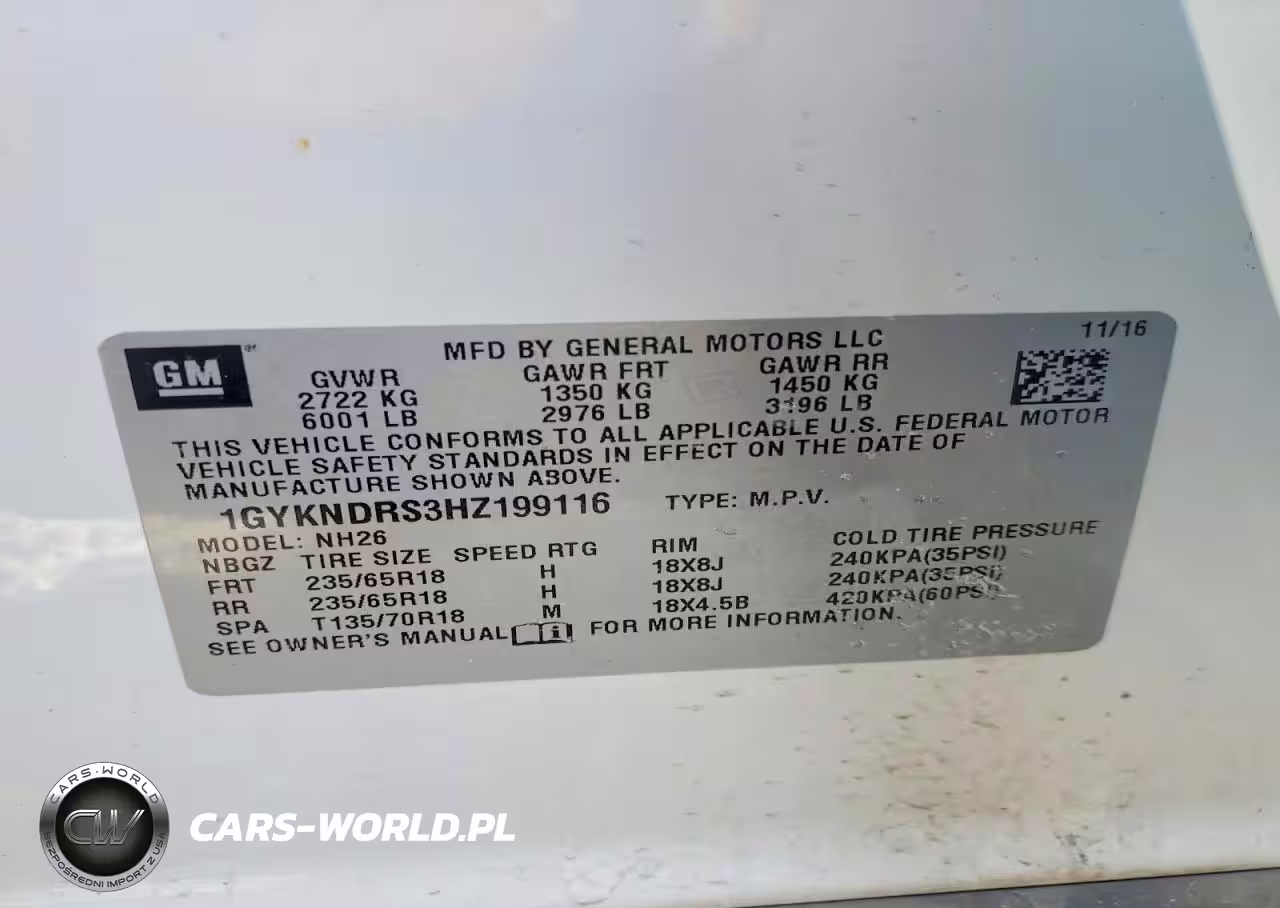 GM
MFD BY GENERAL MOTORS LLC
11/16
GVWR GAWR FRT GAWR RR
2722 KG 1350 KG 1450 KG
6001 LB 2976 LB 3196 LB
THIS VEHICLE CONFORMS TO ALL APPLICABLE U.S. FEDERAL MOTOR
VEHICLE SAFETY STANDARDS IN EFFECT ON THE DATE OF
MANUFACTURE SHOWN ABOVE.
1GYKNDRS3HZ199116 TYPE: M.P.V.
MODEL: NH26
NBGZ TIRE SIZE SPEED RTG RIM COLD TIRE PRESSURE
FRT 235/65R18 H 18X8J 240KPA(35PSI)
RR 235/65R18 H 18X8J 240KPA(35PSI)
SPA T135/70R18 M 18X4.5B 420KPA(60PSI)
SEE OWNER'S MANUAL i FOR MORE INFORMATION.
CARS-WORLD
CW
BEZPOŚREDNI IMPORT Z USA
CARS-WORLD.PL